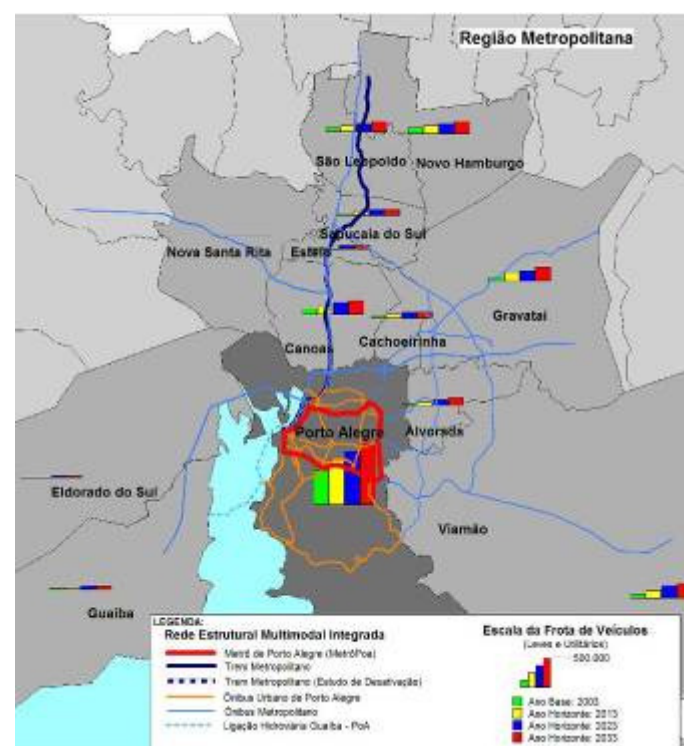 Região Metropolitana
São Leopoldo
Novo Hamburgo
Sapucaia do Sul
Nova Santa Rita
Esteio
Gravataí
Canoas
Cachoeirinha
Porto Alegre
Alvorada
Eldorado do Sul
Viamão
Guaíba
LEGENDA:
Rede Estrutural Multimodal Integrada
Metrô de Porto Alegre (MetrôPoa)
Trem Metropolitano
Trem Metropolitano (Estudo de Desativação)
Ônibus Urbano de Porto Alegre
Ônibus Metropolitano
Ligação Hidroviária Guaíba - PoA
Escala da Frota de Veículos
(Leves e Utilitários)
500.000
Ano Base: 2003
Ano Horizonte: 2013
Ano Horizonte: 2023
Ano Horizonte: 2033